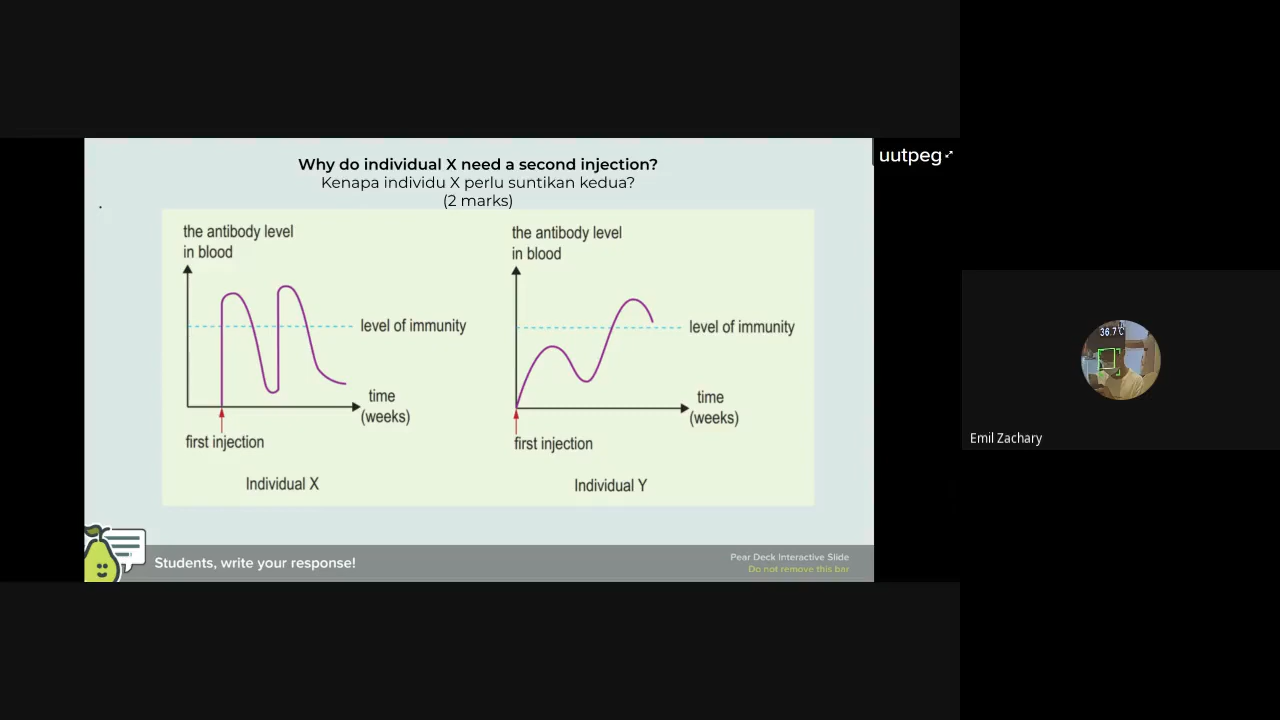 Why do individual X need a second injection?
Kenapa individu X perlu suntikan kedua?
(2 marks)
uutpeg
the antibody level
in blood
level of immunity
time
(weeks)
first injection
Individual X
the antibody level
in blood
level of immunity
time
(weeks)
first injection
Individual Y
Students, write your response!
Pear Deck Interactive Slide
Do not remove this bar
36.7°C
Emil Zachary